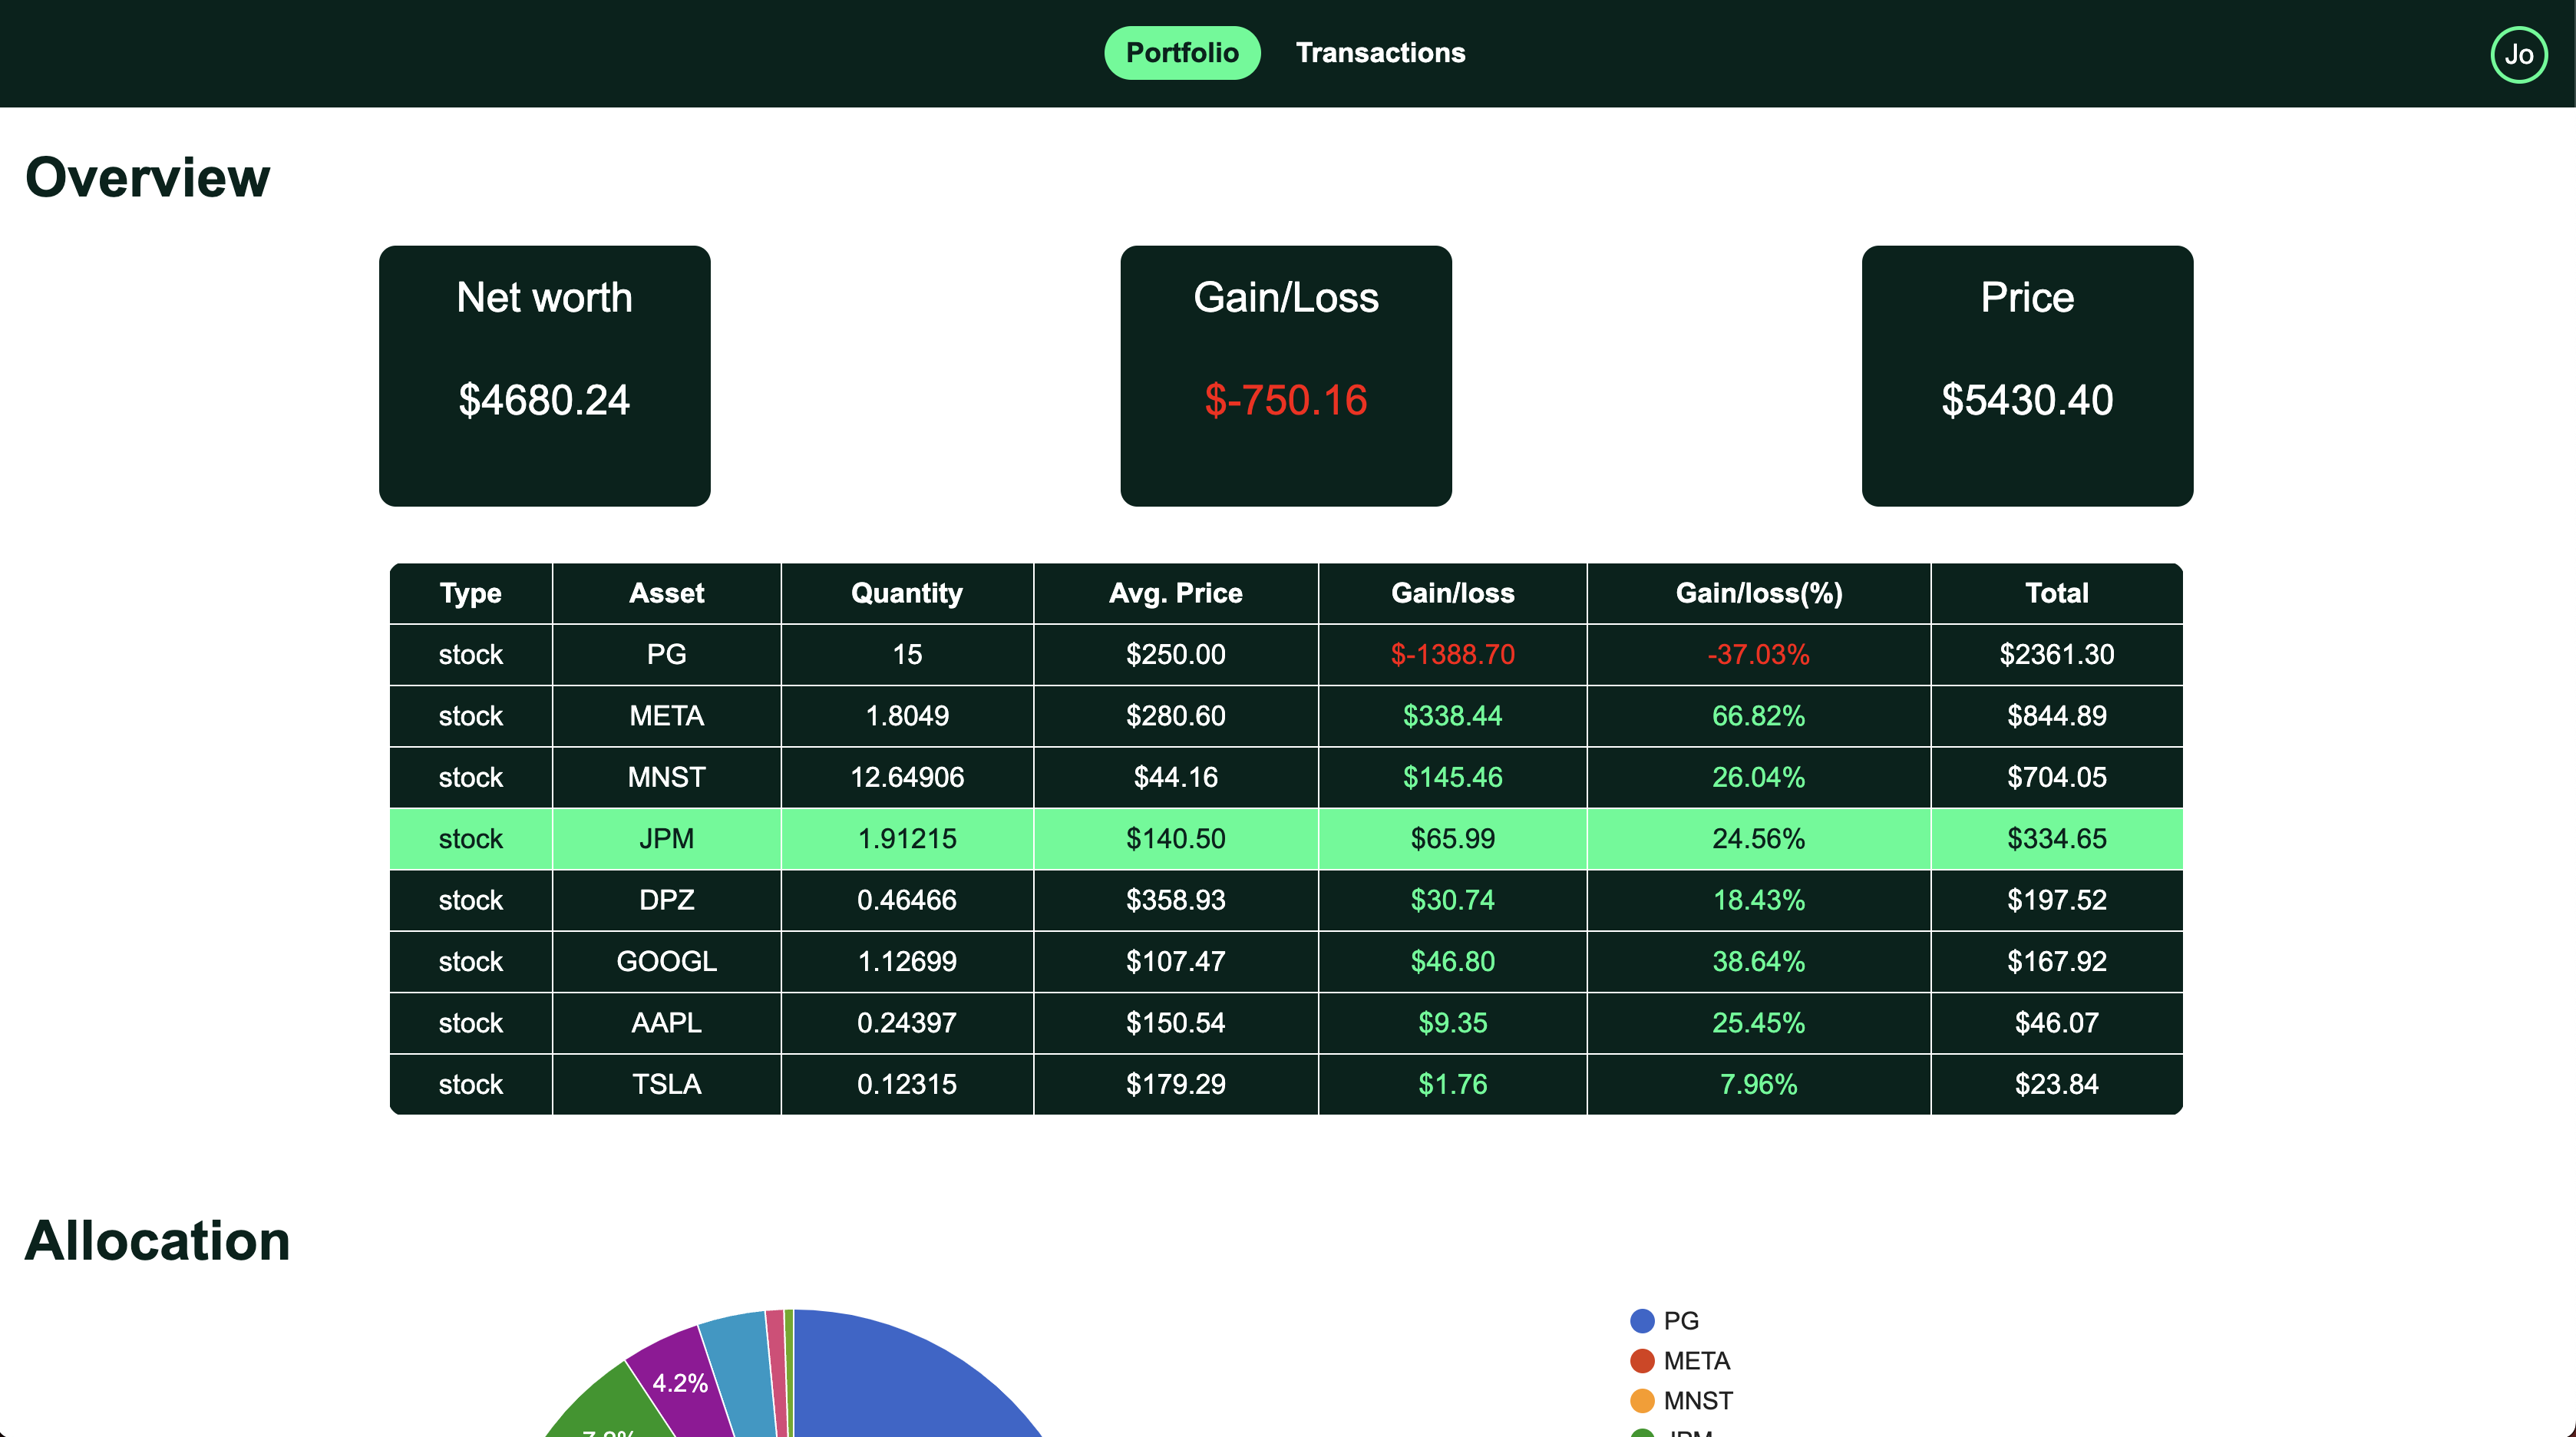 Portfolio Transactions Jo
Overview
Net worth Gain/Loss Price
$4680.24 $-750.16 $5430.40
Type Asset Quantity Avg. Price Gain/loss Gain/loss(%) Total
stock PG 15 $250.00 $-1388.70 -37.03% $2361.30
stock META 1.8049 $280.60 $338.44 66.82% $844.89
stock MNST 12.64906 $44.16 $145.46 26.04% $704.05
stock JPM 1.91215 $140.50 $65.99 24.56% $334.65
stock DPZ 0.46466 $358.93 $30.74 18.43% $197.52
stock GOOGL 1.12699 $107.47 $46.80 38.64% $167.92
stock AAPL 0.24397 $150.54 $9.35 25.45% $46.07
stock TSLA 0.12315 $179.29 $1.76 7.96% $23.84
Allocation
PG
4.2% META
MNST
JPM